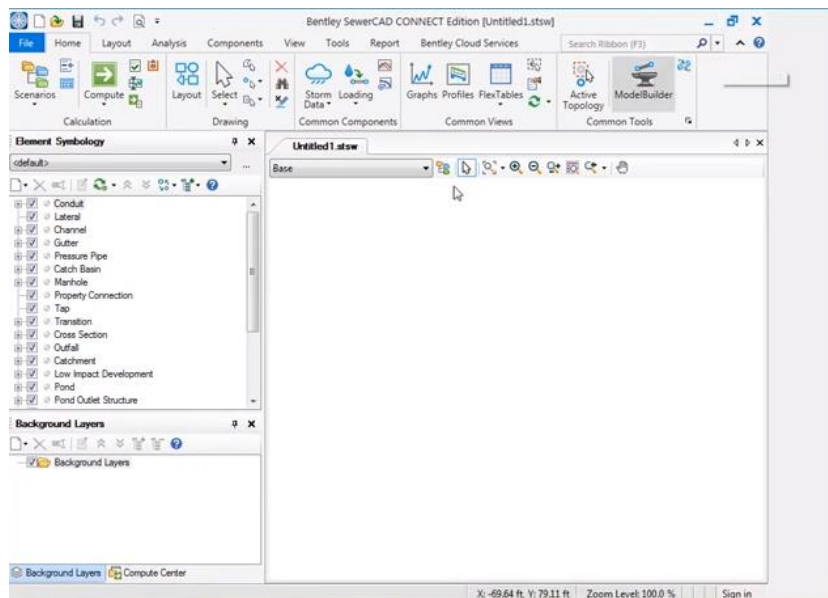 Bentley SewerCAD CONNECT Edition [Untitled1.stsw]
File Home Layout Analysis Components View Tools Report Bentley Cloud Services Search Ribbon (F3)
Scenarios Compute Layout Select Storm Data Loading Graphs Profiles FlexTables Active Topology ModelBuilder
Calculation Drawing Common Components Common Views Common Tools
Element Symbology
Untitled1.stsw
<default>
Base
Conduit
Lateral
Channel
Gutter
Pressure Pipe
Catch Basin
Manhole
Property Connection
Tap
Transition
Cross Section
Outfall
Catchment
Low Impact Development
Pond
Pond Outlet Structure
Background Layers
Background Layers
Background Layers Compute Center
X: -69.64 ft, Y: 79.11 ft Zoom Level: 100.0 % Sign in